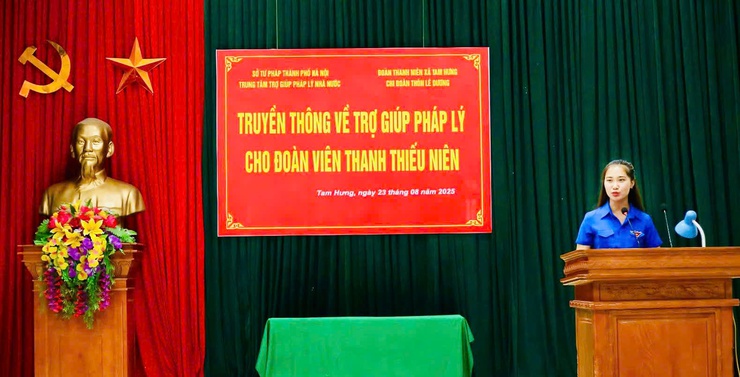 SỞ TƯ PHÁP THÀNH PHỐ HÀ NỘI
TRUNG TÂM TRỢ GIÚP PHÁP LÝ NHÀ NƯỚC
ĐOÀN THANH NIÊN XÃ TAM HƯNG
CHI ĐOÀN THÔN LÊ DƯƠNG
TRUYỀN THÔNG VỀ TRỢ GIÚP PHÁP LÝ
CHO ĐOÀN VIÊN THANH THIẾU NIÊN
Tam Hưng, ngày 23 tháng 08 năm 2025